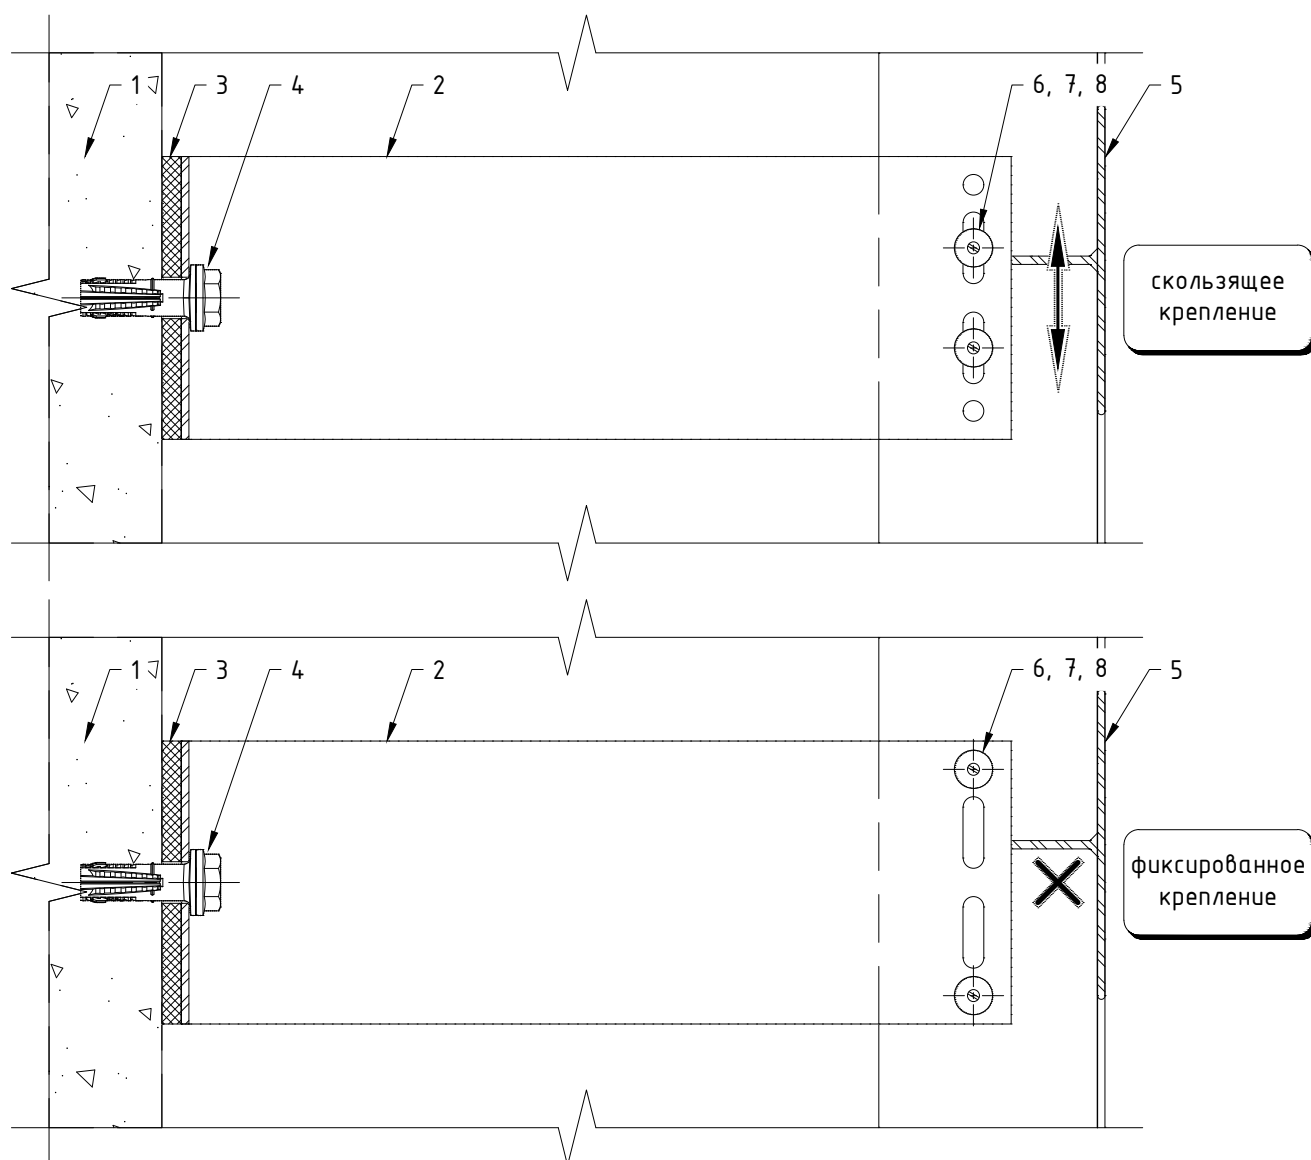 1 3 4 2 6, 7, 8 5
скользящее
крепление
1 3 4 2 6, 7, 8 5
фиксированное
крепление